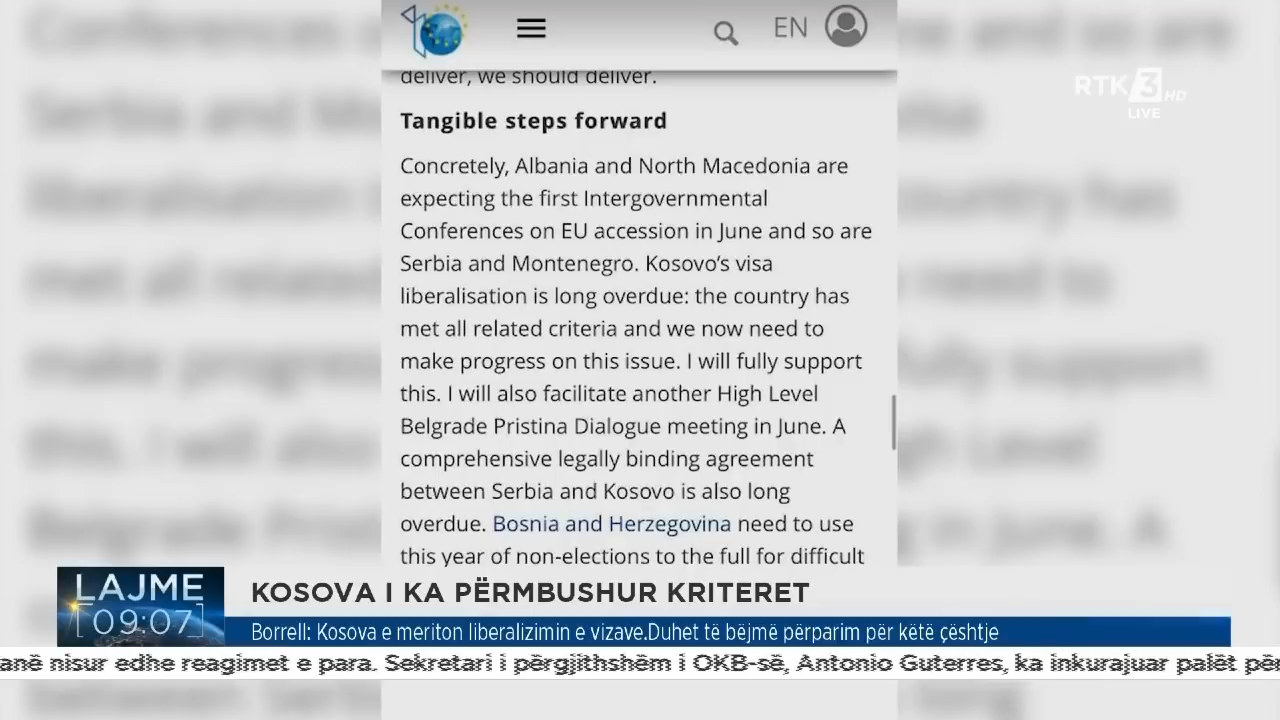 EN
RTK 3 HD
LIVE
deliver, we should deliver.
Tangible steps forward
Concretely, Albania and North Macedonia are
expecting the first Intergovernmental
Conferences on EU accession in June and so are
Serbia and Montenegro. Kosovo’s visa
liberalisation is long overdue: the country has
met all related criteria and we now need to
make progress on this issue. I will fully support
this. I will also facilitate another High Level
Belgrade Pristina Dialogue meeting in June. A
comprehensive legally binding agreement
between Serbia and Kosovo is also long
overdue. Bosnia and Herzegovina need to use
this year of non-elections to the full for difficult
LAJME
09:07
KOSOVA I KA PËRMBUSHUR KRITERET
Borrell: Kosova e meriton liberalizimin e vizave.Duhet të bëjmë përparim për këtë çështje
anë nisur edhe reagimet e para. Sekretari i përgjithshëm i OKB-së, Antonio Guterres, ka inkurajuar palët për